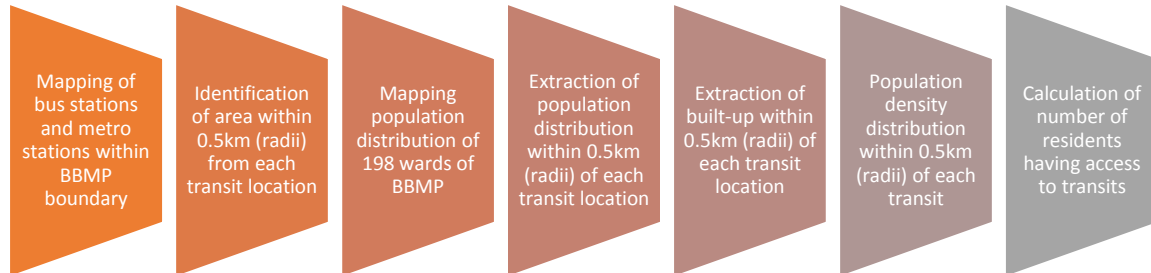 Mapping of
bus stations
and metro
stations within
BBMP
boundary
Identification
of area within
0.5km (radii)
from each
transit location
Mapping
population
distribution of
198 wards of
BBMP
Extraction of
population
distribution
within 0.5km
(radii) of each
transit location
Extraction of
built-up within
0.5km (radii) of
each transit
location
Population
density
distribution
within 0.5km
(radii) of each
transit
Calculation of
number of
residents
having access
to transits